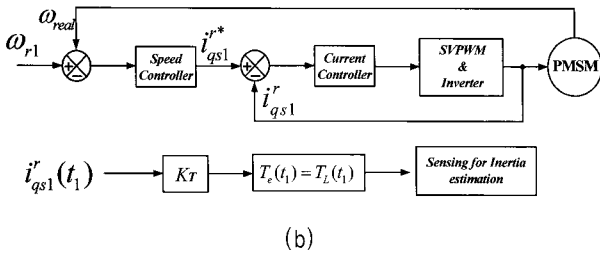 ω_real
ω_r1
+
−
Speed
Controller
i_qs1^r*
+
−
Current
Controller
SVPWM
&
Inverter
PMSM
i_qs1^r
i_qs1^r(t_1)
K_T
T_e(t_1) = T_L(t_1)
Sensing for Inertia
estimation
(b)